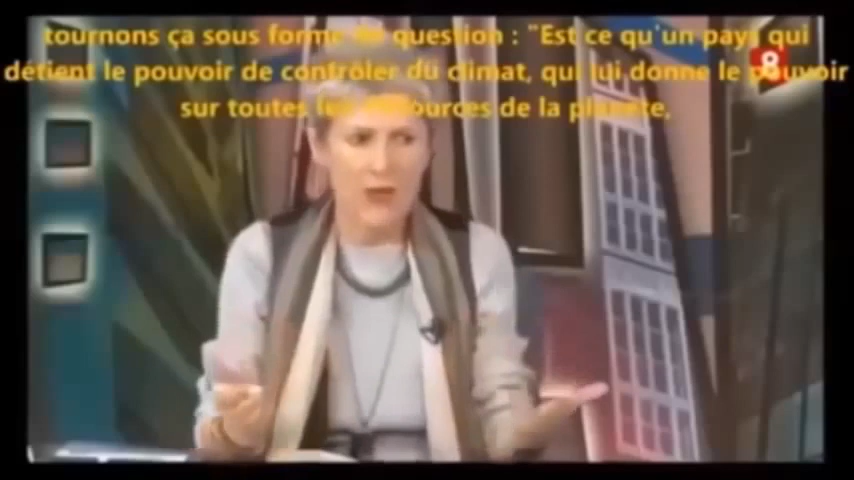 tournons ça sous forme de question : "Est ce qu'un pays qui
détient le pouvoir de contrôler du climat, qui lui donne le pouvoir
sur toutes les ressources de la planète,
8